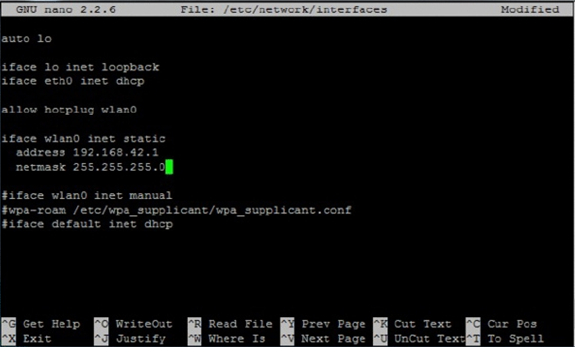 GNU nano 2.2.6 File: /etc/network/interfaces Modified
auto lo
iface lo inet loopback
iface eth0 inet dhcp
allow hotplug wlan0
iface wlan0 inet static
address 192.168.42.1
netmask 255.255.255.0
#iface wlan0 inet manual
#wpa-roam /etc/wpa_supplicant/wpa_supplicant.conf
#iface default inet dhcp
^G Get Help ^O WriteOut ^R Read File ^Y Prev Page ^K Cut Text ^C Cur Pos
^X Exit ^J Justify ^W Where Is ^V Next Page ^U UnCut Text ^T To Spell